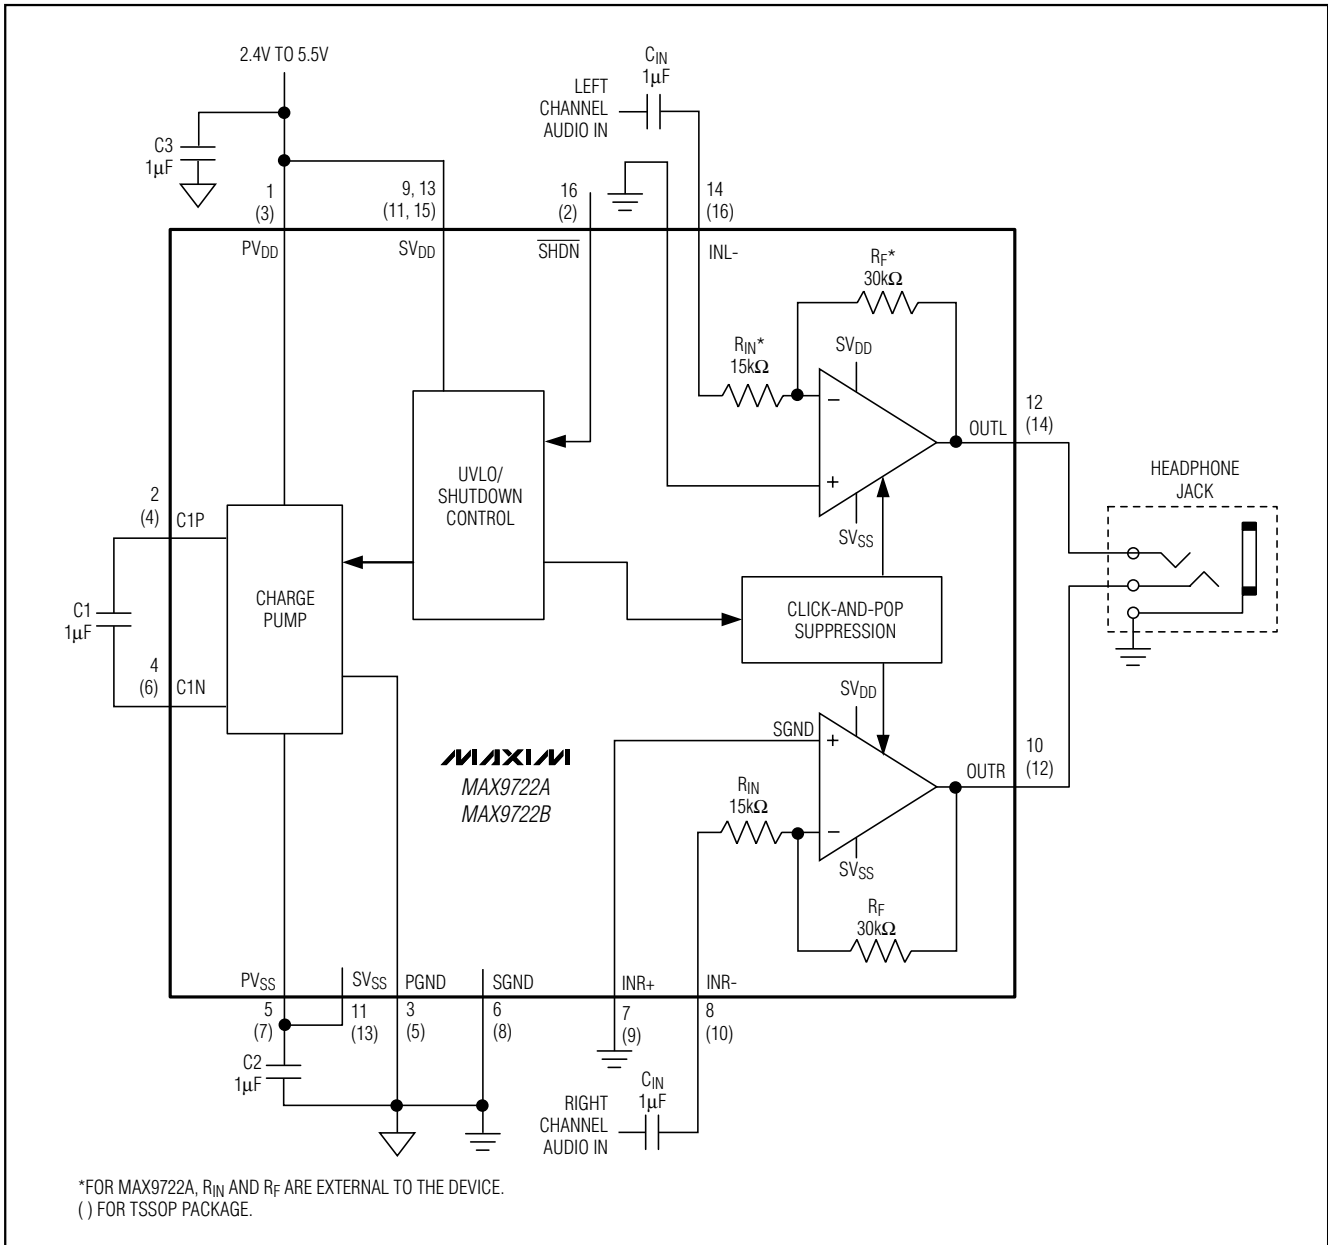 2.4V TO 5.5V
C3
1µF
1
(3)
9, 13
(11, 15)
16
(2)
LEFT
CHANNEL
AUDIO IN
CIN
1µF
14
(16)
PVDD
SVDD
SHDN
INL-
RF*
30kΩ
RIN*
15kΩ
SVDD
−
+
SVSS
OUTL
12
(14)
UVLO/
SHUTDOWN
CONTROL
HEADPHONE
JACK
2
(4)
C1P
C1
1µF
4
(6)
C1N
CHARGE
PUMP
CLICK-AND-POP
SUPPRESSION
MAXIM
MAX9722A
MAX9722B
SVDD
SGND
+
−
SVSS
RIN
15kΩ
RF
30kΩ
OUTR
10
(12)
PVSS
SVSS
PGND
SGND
INR+
INR-
5
(7)
11
(13)
3
(5)
6
(8)
7
(9)
8
(10)
C2
1µF
RIGHT
CHANNEL
AUDIO IN
CIN
1µF
*FOR MAX9722A, RIN AND RF ARE EXTERNAL TO THE DEVICE.
( ) FOR TSSOP PACKAGE.